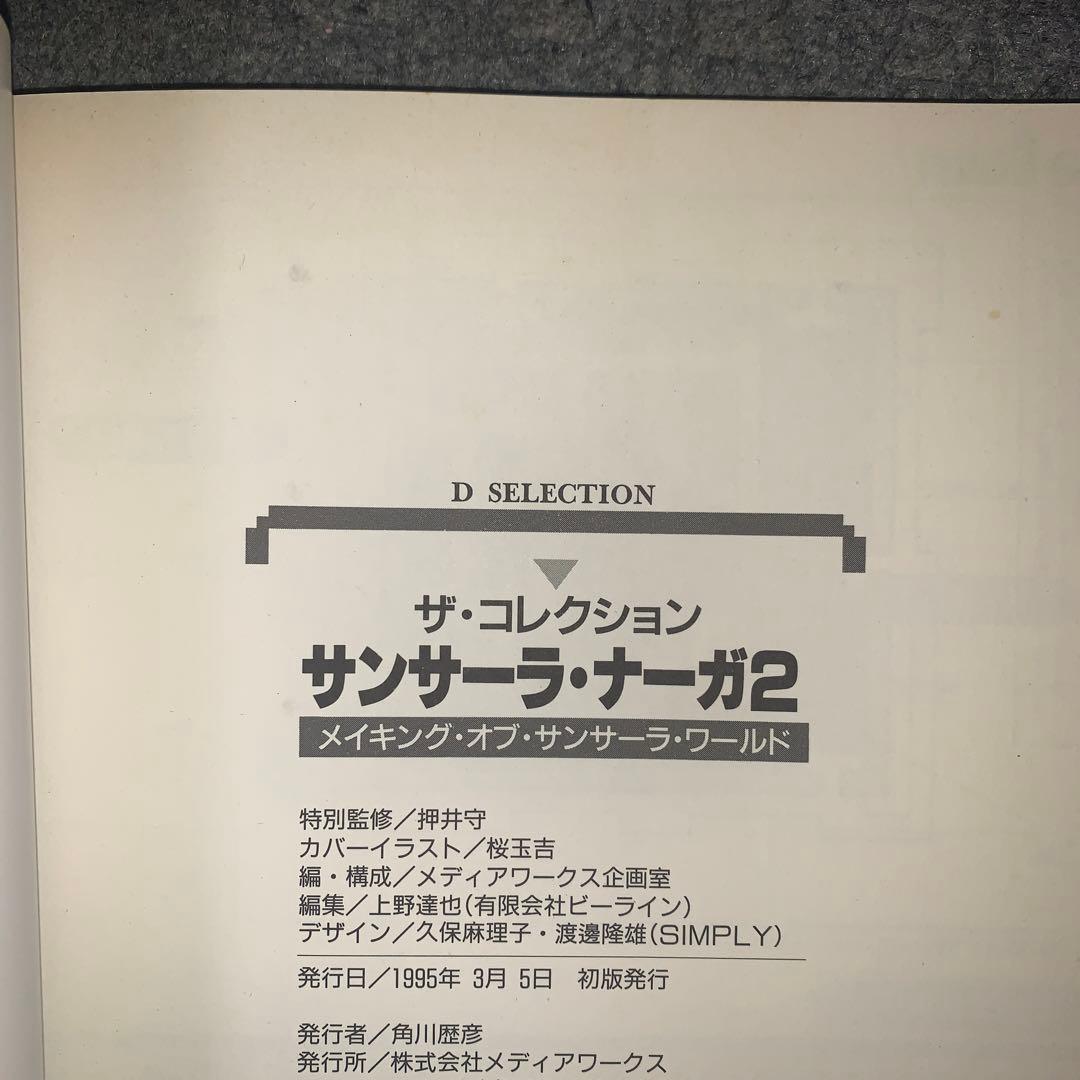 D SELECTION
ザ・コレクション
サンサーラ・ナーガ2
メイキング・オブ・サンサーラ・ワールド
特別監修／押井守
カバーイラスト／桜玉吉
編・構成／メディアワークス企画室
編集／上野達也(有限会社ビーライン)
デザイン／久保麻理子・渡邊隆雄(SIMPLY)
発行日／1995年 3月 5日　初版発行
発行者／角川歴彦
発行所／株式会社メディアワークス